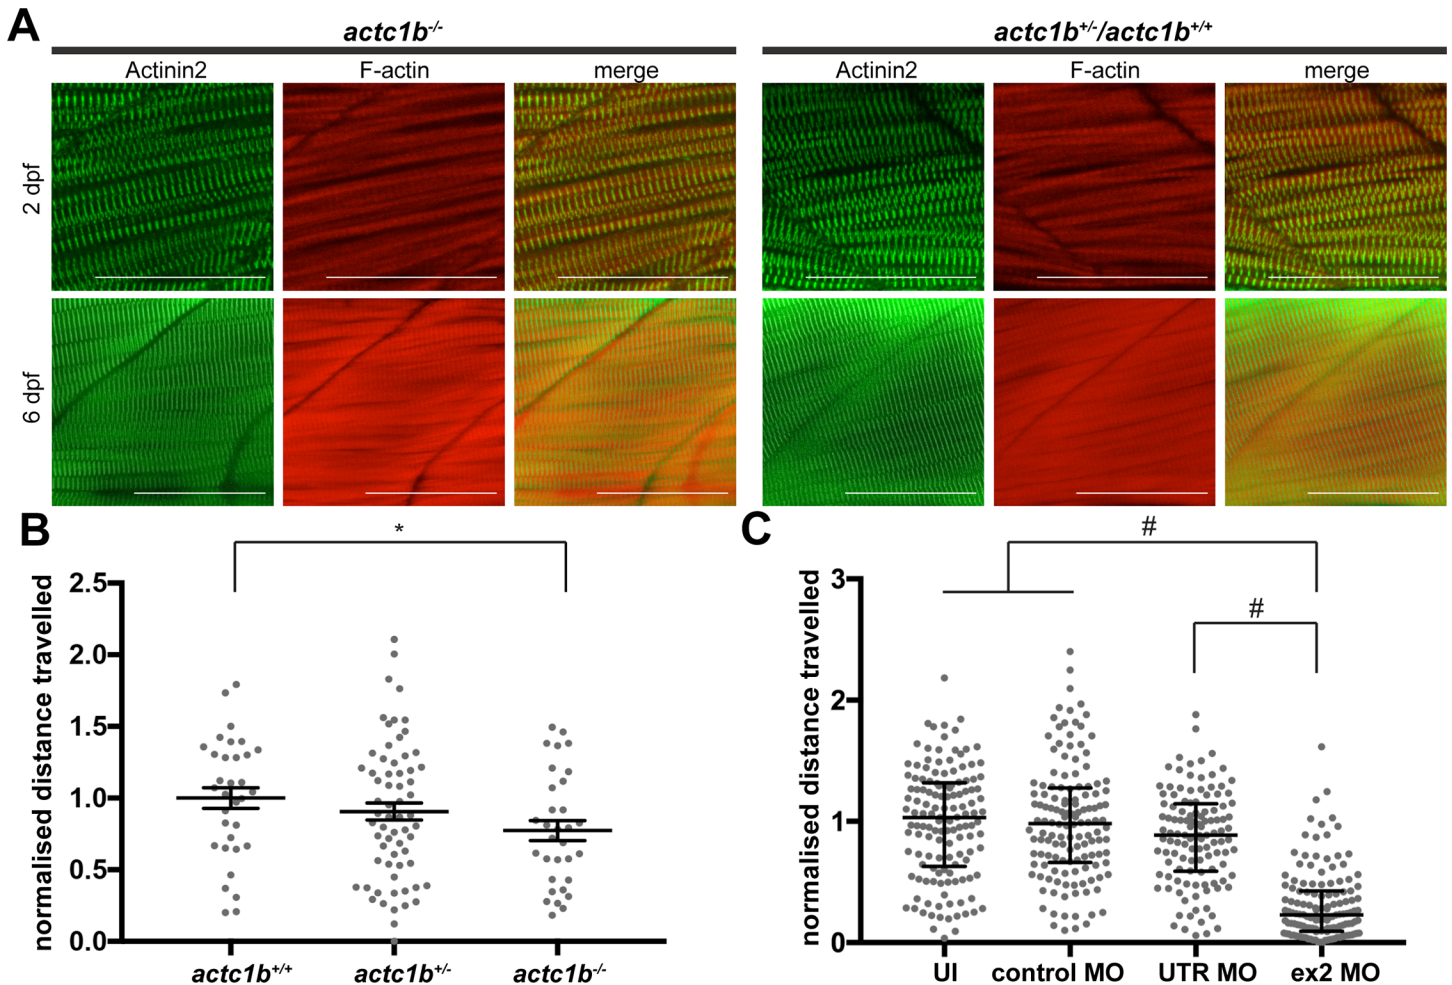 A
actc1b-/-
actc1b+/-/actc1b+/+
Actinin2 F-actin merge Actinin2 F-actin merge
2 dpf
6 dpf
B
*
normalised distance travelled
2.5
2.0
1.5
1.0
0.5
0.0
actc1b+/+ actc1b+/- actc1b-/-
C
#
#
normalised distance travelled
3
2
1
0
UI control MO UTR MO ex2 MO